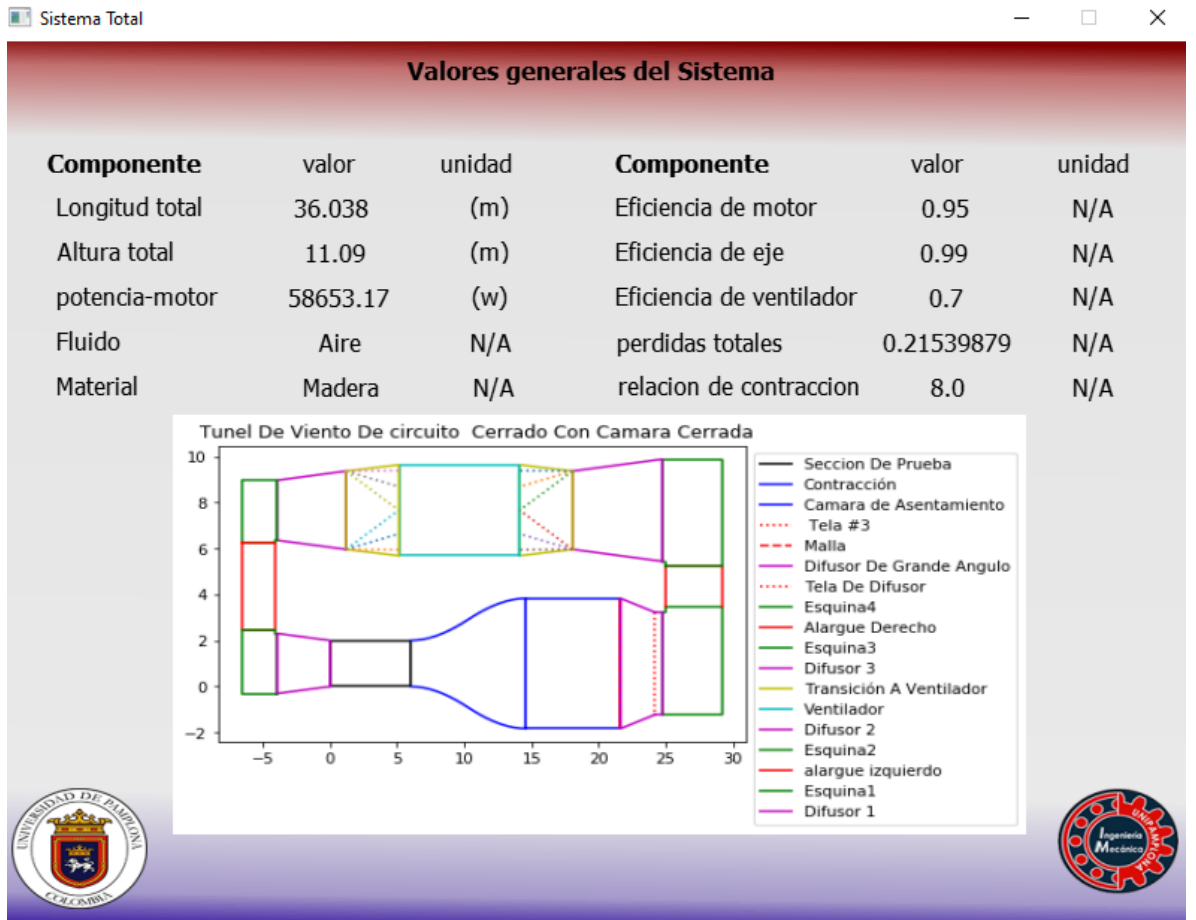 Sistema Total
Valores generales del Sistema
Componente valor unidad Componente valor unidad
Longitud total 36.038 (m) Eficiencia de motor 0.95 N/A
Altura total 11.09 (m) Eficiencia de eje 0.99 N/A
potencia-motor 58653.17 (w) Eficiencia de ventilador 0.7 N/A
Fluido Aire N/A perdidas totales 0.21539879 N/A
Material Madera N/A relacion de contraccion 8.0 N/A
Tunel De Viento De circuito Cerrado Con Camara Cerrada
10
8
6
4
2
0
−2
−5 0 5 10 15 20 25 30
Seccion De Prueba
Contracción
Camara de Asentamiento
Tela #3
Malla
Difusor De Grande Angulo
Tela De Difusor
Esquina4
Alargue Derecho
Esquina3
Difusor 3
Transición A Ventilador
Ventilador
Difusor 2
Esquina2
alargue izquierdo
Esquina1
Difusor 1
UNIVERSIDAD DE PAMPLONA
COLOMBIA
UNIPAMPLONA
Ingeniería
Mecánica